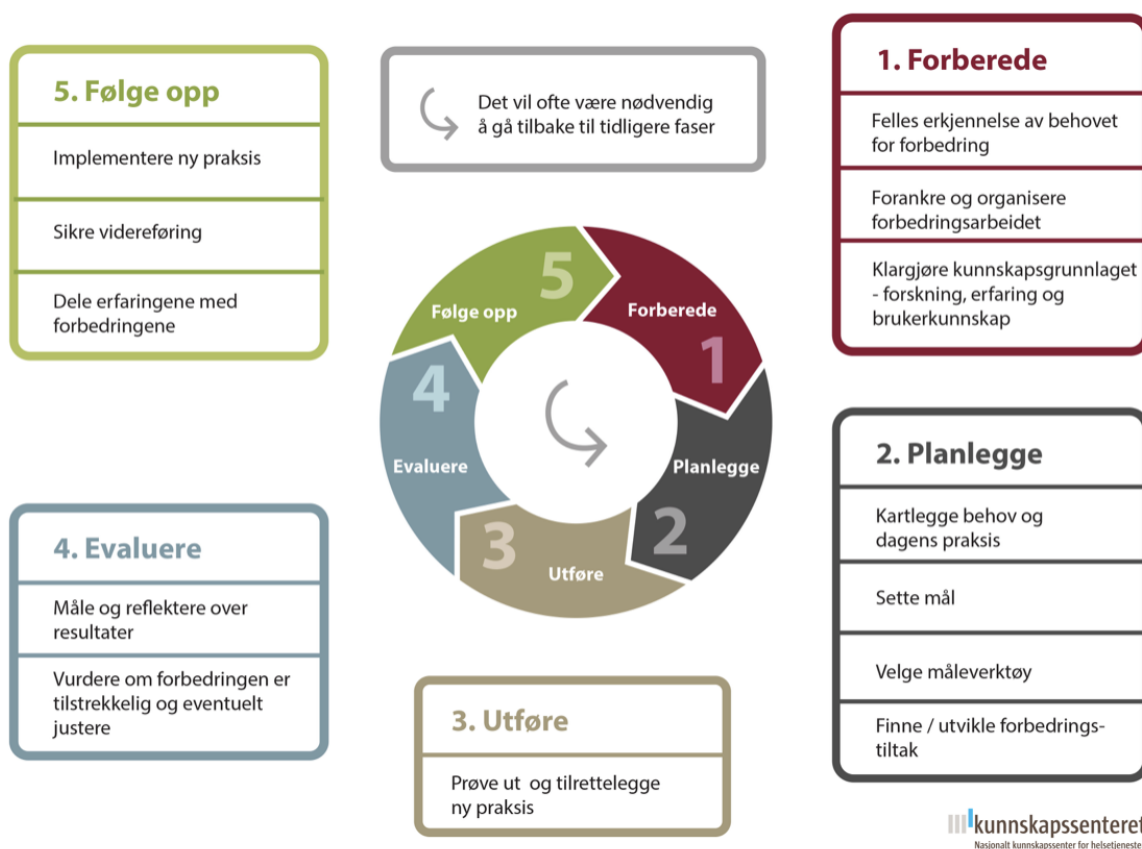 5. Følge opp
Implementere ny praksis
Sikre videreføring
Dele erfaringene med
forbedringene
Det vil ofte være nødvendig
å gå tilbake til tidligere faser
1. Forberede
Felles erkjennelse av behovet
for forbedring
Forankre og organisere
forbedringsarbeidet
Klargjøre kunnskapsgrunnlaget
- forskning, erfaring og
brukerkunnskap
5
Følge opp
Forberede
1
4
Evaluere
Planlegge
2
3
Utføre
2. Planlegge
Kartlegge behov og
dagens praksis
Sette mål
Velge måleverktøy
Finne / utvikle forbedrings-
tiltak
4. Evaluere
Måle og reflektere over
resultater
Vurdere om forbedringen er
tilstrekkelig og eventuelt
justere
3. Utføre
Prøve ut og tilrettelegge
ny praksis
kunnskapssenteret
Nasjonalt kunnskapssenter for helsetjeneste